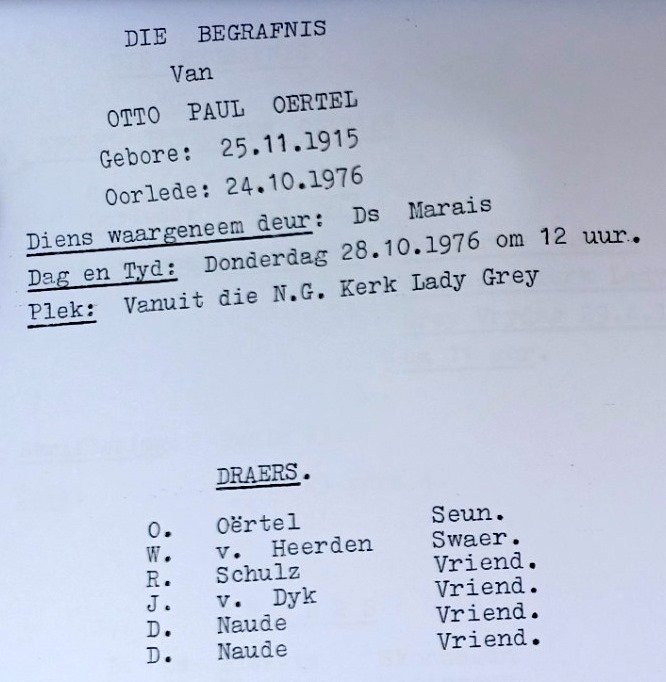 DIE BEGRAFNIS
Van
OTTO PAUL OERTEL
Gebore: 25.11.1915
Oorlede: 24.10.1976
Diens waargeneem deur: Ds Marais
Dag en Tyd: Donderdag 28.10.1976 om 12 uur.
Plek: Vanuit die N.G. Kerk Lady Grey
DRAERS.
O. Oërtel Seun.
W. v. Heerden Swaer.
R. Schulz Vriend.
J. v. Dyk Vriend.
D. Naude Vriend.
D. Naude Vriend.